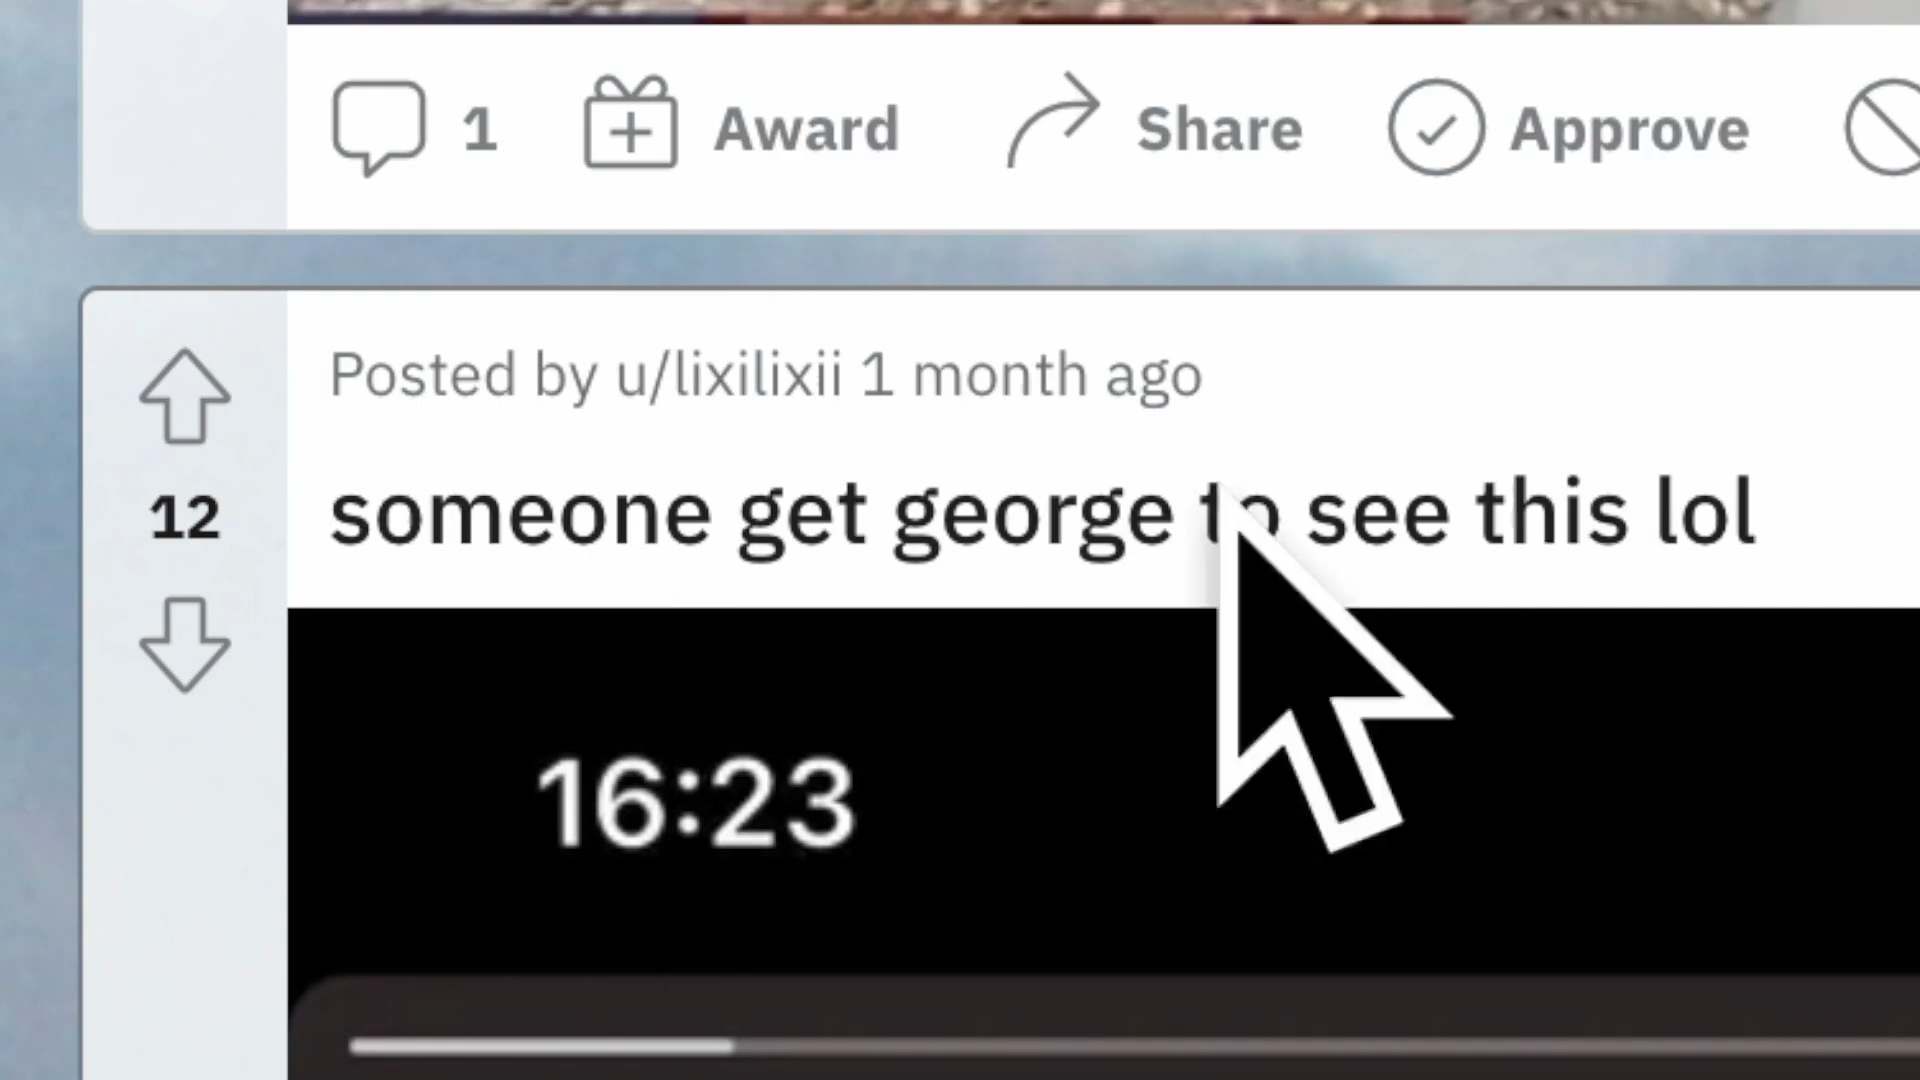 1 Award Share Approve
Posted by u/lixilixii 1 month ago
12
someone get george to see this lol
16:23